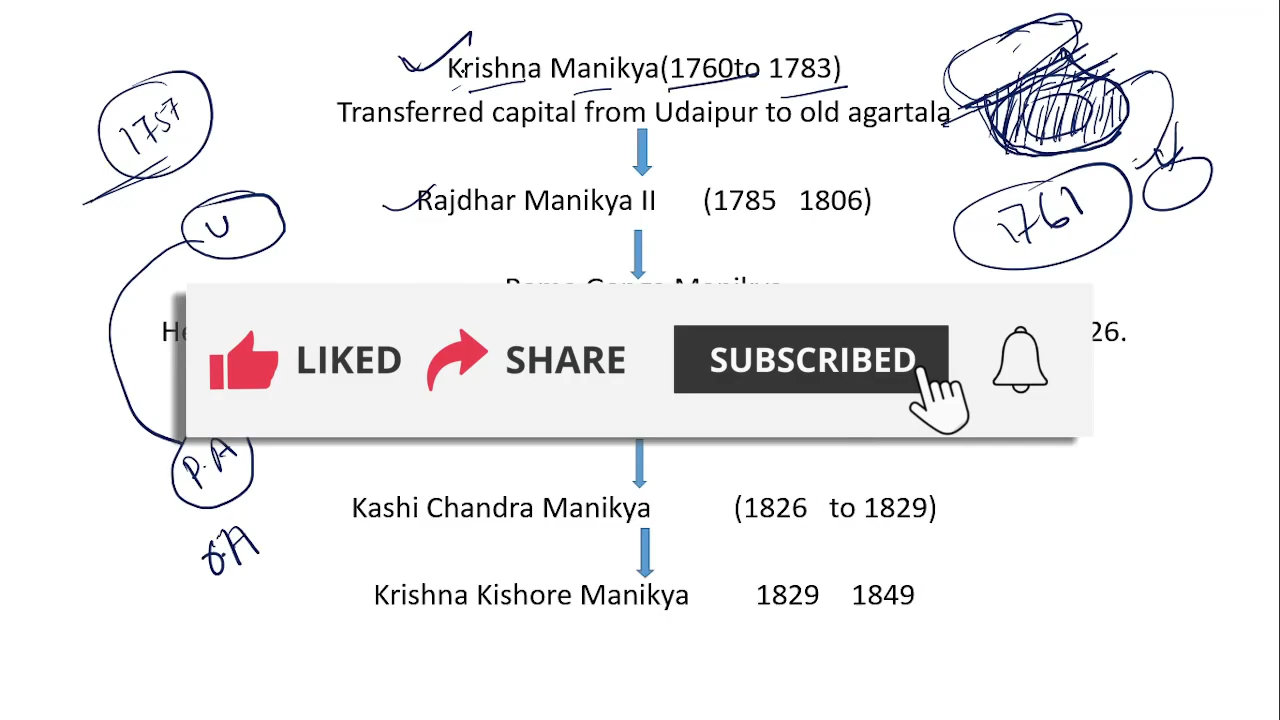 Krishna Manikya(1760to 1783)
1757
Transferred capital from Udaipur to old agartala
Rajdhar Manikya II (1785 1806)
1761
U
Manikya
26.
LIKED SHARE SUBSCRIBED
P.A
Kashi Chandra Manikya (1826 to 1829)
Krishna Kishore Manikya 1829 1849